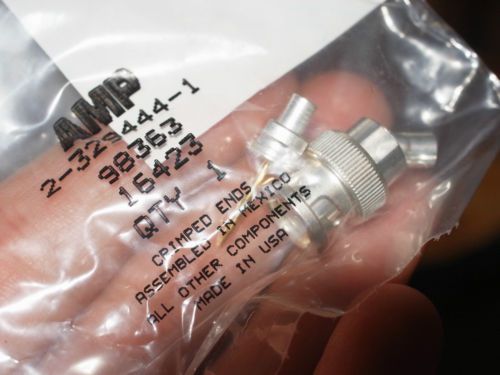 AMP
2-329444-1
98363
16423
QTY 1
CRIMPED ENDS
ASSEMBLED IN MEXICO
ALL OTHER COMPONENTS
MADE IN USA